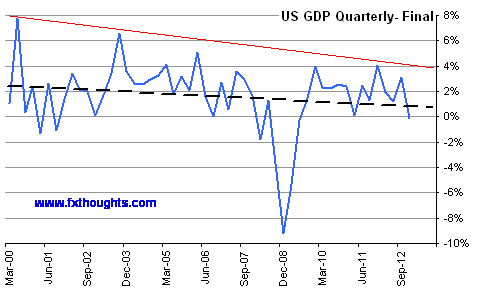 US GDP Quarterly- Final
8%
6%
4%
2%
0%
-2%
-4%
-6%
-8%
-10%
www.fxthoughts.com
Mar-00
Jun-01
Sep-02
Dec-03
Mar-05
Jun-06
Sep-07
Dec-08
Mar-10
Jun-11
Sep-12